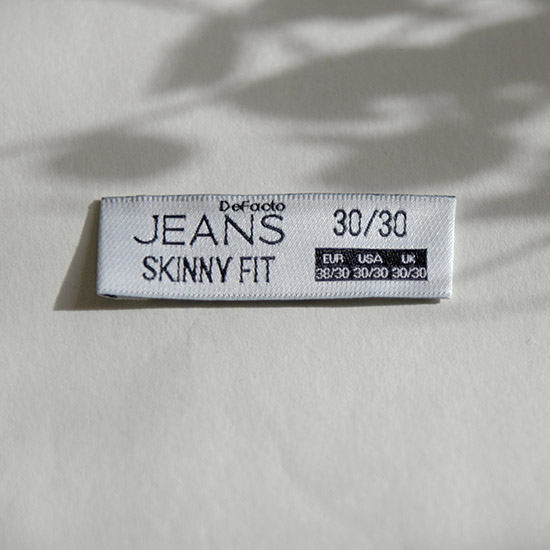 DeFacto
JEANS
SKINNY FIT
30/30
EUR USA UK
38/30 30/30 30/30